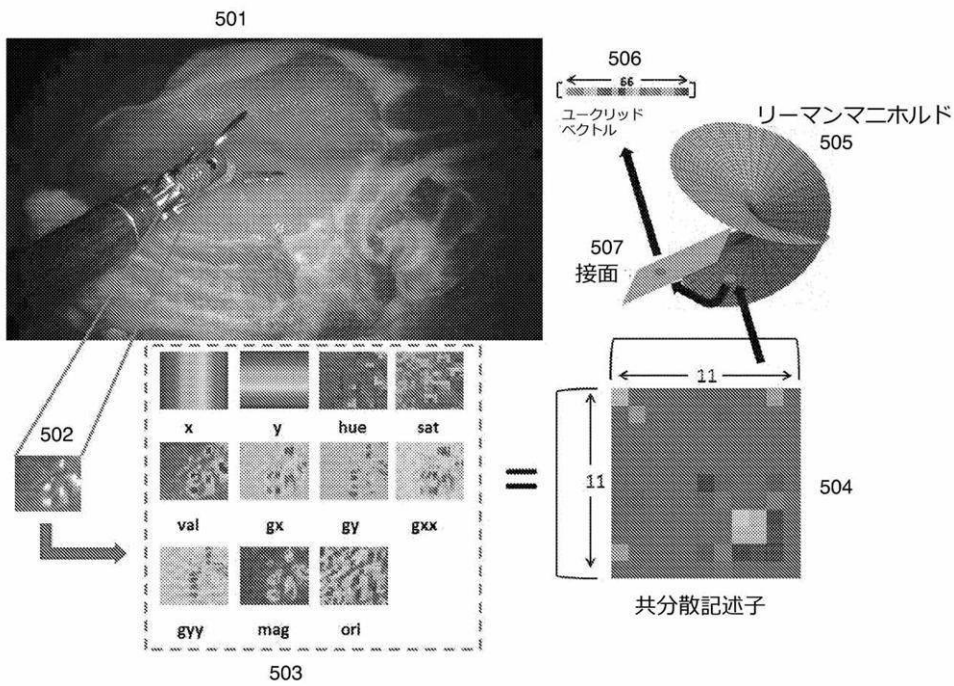 501
506
66
ユークリッド
ベクトル
リーマンマニホルド
505
507
接面
502
x y hue sat
val gx gy gxx
gyy mag ori
503
11
11
504
共分散記述子